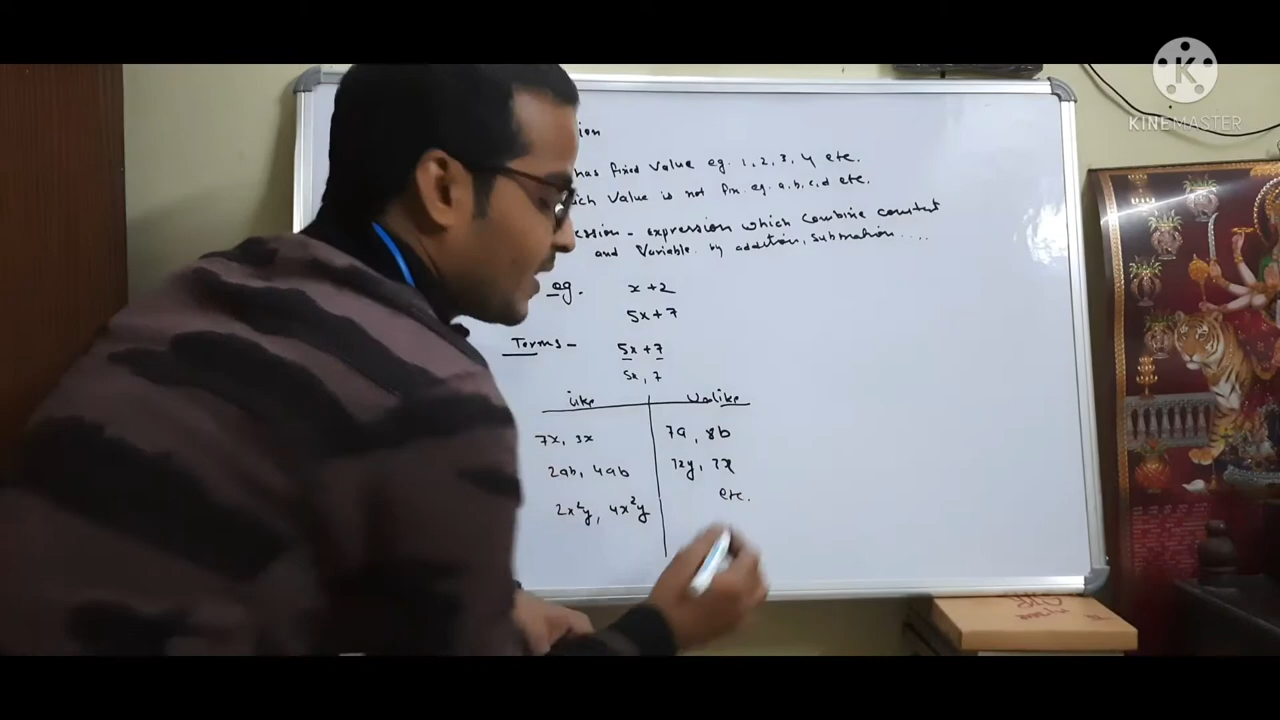 KINEMASTER
ion
has fixed Value eg. 1, 2, 3, 4 etc.
ich Value is not fix. eg. a, b, c, d etc.
ession - expression which combine constant
and Variable by addition,
eg. x + 2
5x + 7
Terms - 5x + 7
5x, 7
like Unlike
7x, 3x 7a, 8b
2ab, 4ab 12y, 7x
etc.
2x²y, 4x²y